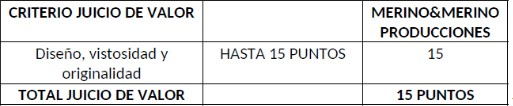 CRITERIO JUICIO DE VALOR
MERINO&MERINO
PRODUCCIONES
Diseño, vistosidad y
originalidad
HASTA 15 PUNTOS
15
TOTAL JUICIO DE VALOR
15 PUNTOS